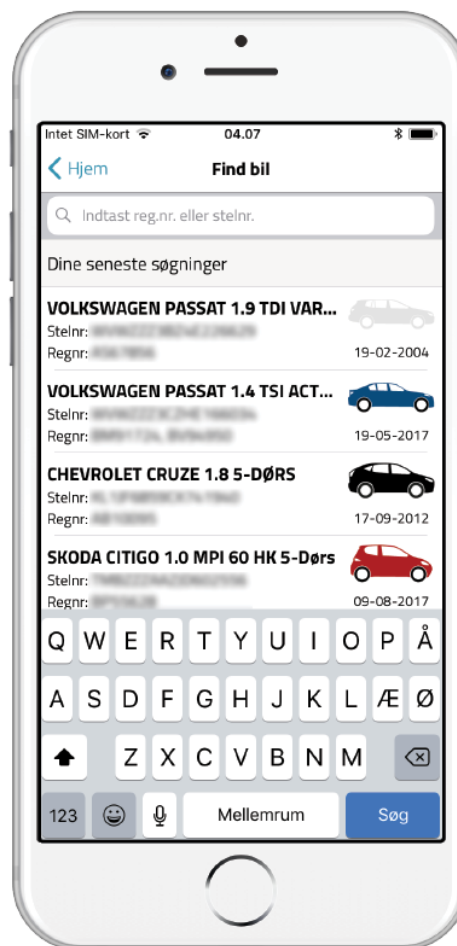 Intet SIM-kort 04.07
Hjem Find bil
Indtast reg.nr. eller stelnr.
Dine seneste søgninger
VOLKSWAGEN PASSAT 1.9 TDI VAR...
Stelnr:
Regnr: 19-02-2004
VOLKSWAGEN PASSAT 1.4 TSI ACT...
Stelnr:
Regnr: 19-05-2017
CHEVROLET CRUZE 1.8 5-DØRS
Stelnr:
Regnr: 17-09-2012
SKODA CITIGO 1.0 MPI 60 HK 5-Dørs
Stelnr:
Regnr: 09-08-2017
Q W E R T Y U I O P Å
A S D F G H J K L Æ Ø
Z X C V B N M
123 Mellemrum Søg